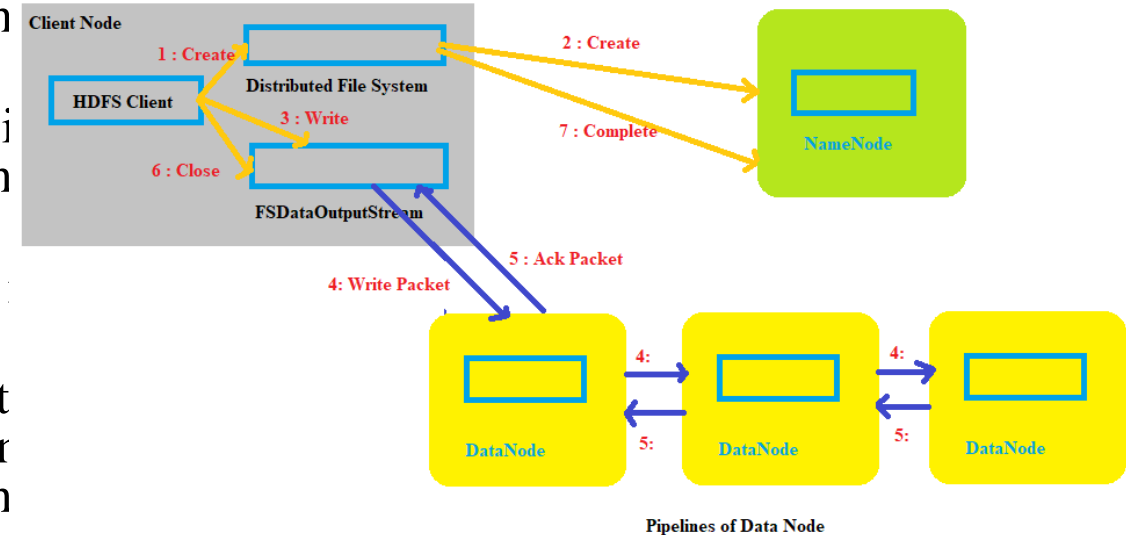 Client Node
1 : Create
2 : Create
HDFS Client
Distributed File System
3 : Write
7 : Complete
NameNode
6 : Close
FSDataOutputStream
5 : Ack Packet
4: Write Packet
4:
4:
5:
5:
DataNode
DataNode
DataNode
Pipelines of Data Node